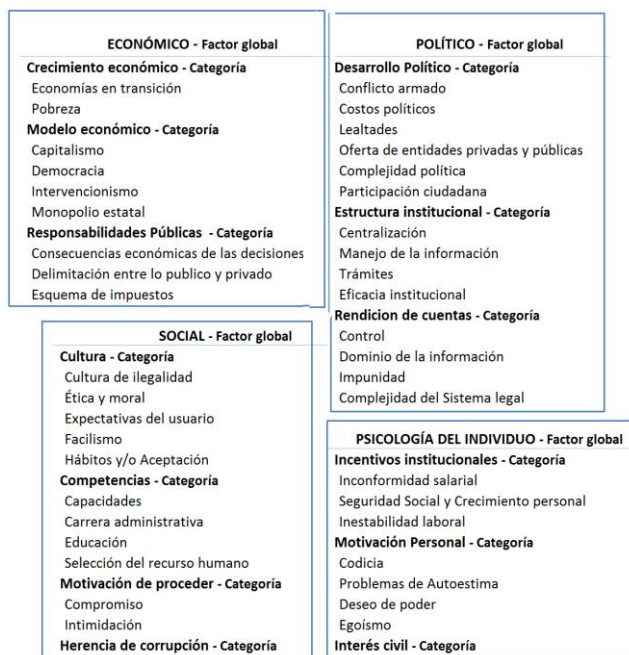 ECONÓMICO - Factor global
Crecimiento económico - Categoría
Economías en transición
Pobreza
Modelo económico - Categoría
Capitalismo
Democracia
Intervencionismo
Monopolio estatal
Responsabilidades Públicas - Categoría
Consecuencias económicas de las decisiones
Delimitación entre lo publico y privado
Esquema de impuestos
POLÍTICO - Factor global
Desarrollo Político - Categoría
Conflicto armado
Costos políticos
Lealtades
Oferta de entidades privadas y públicas
Complejidad política
Participación ciudadana
Estructura institucional - Categoría
Centralización
Manejo de la información
Trámites
Eficacia institucional
Rendicion de cuentas - Categoría
Control
Dominio de la información
Impunidad
Complejidad del Sistema legal
SOCIAL - Factor global
Cultura - Categoría
Cultura de ilegalidad
Ética y moral
Expectativas del usuario
Facilismo
Hábitos y/o Aceptación
Competencias - Categoría
Capacidades
Carrera administrativa
Educación
Selección del recurso humano
Motivación de proceder - Categoría
Compromiso
Intimidación
Herencia de corrupción - Categoría
PSICOLOGÍA DEL INDIVIDUO - Factor global
Incentivos institucionales - Categoría
Inconformidad salarial
Seguridad Social y Crecimiento personal
Inestabilidad laboral
Motivación Personal - Categoría
Codicia
Problemas de Autoestima
Deseo de poder
Egoísmo
Interés civil - Categoría